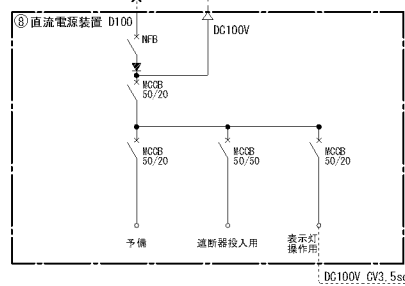 ⑧直流電源装置 D100
DC100V
NFB
MCCB
50/20
MCCB
50/20
MCCB
50/50
MCCB
50/20
予備
遮断器投入用
表示灯
操作用
DC100V CV3.5sq